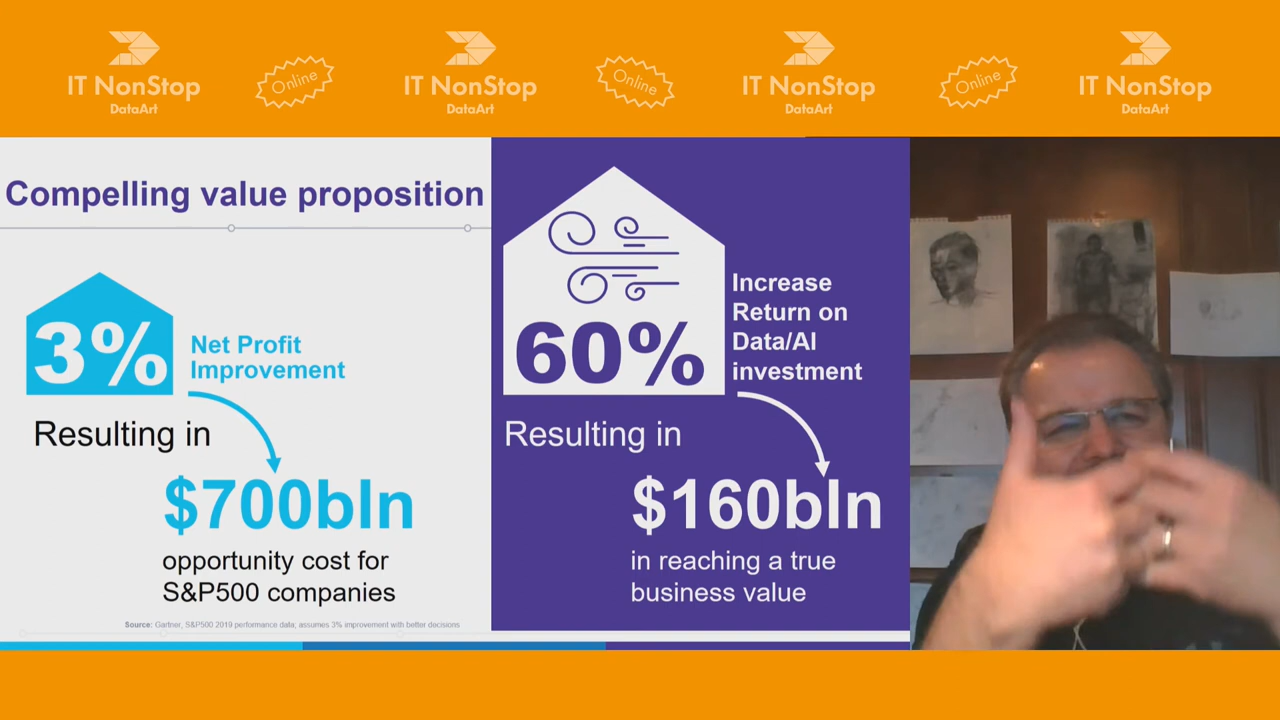 IT NonStop
DataArt
Online
IT NonStop
DataArt
Online
IT NonStop
DataArt
Online
IT NonStop
DataArt
Compelling value proposition
3%
Net Profit
Improvement
Resulting in
$700bln
opportunity cost for
S&P500 companies
Source: Gartner, S&P500 2019 performance data; assumes 3% improvement with better decisions
60%
Increase
Return on
Data/AI
investment
Resulting in
$160bln
in reaching a true
business value